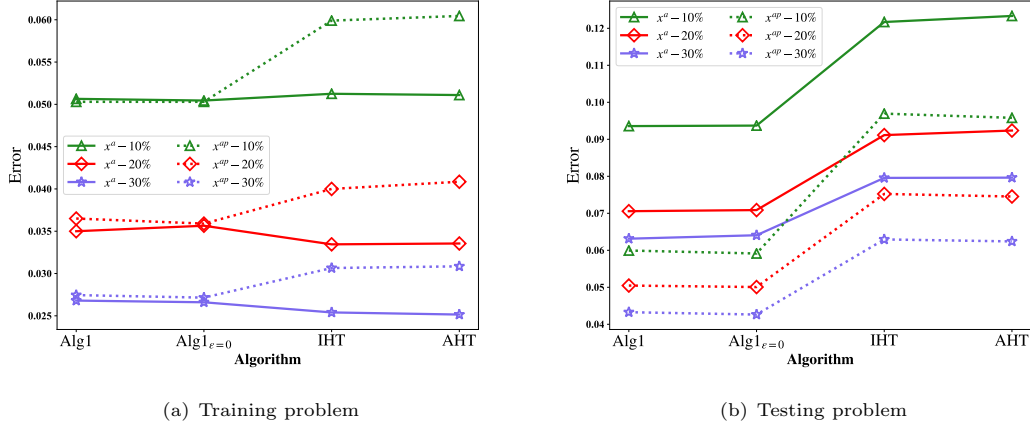 0.060
0.055
0.050
0.045
0.040
0.035
0.030
0.025
Error
x^a − 10%
x^a − 20%
x^a − 30%
x^ap − 10%
x^ap − 20%
x^ap − 30%
Alg1
Alg1_ε=0
IHT
AHT
Algorithm
(a) Training problem
0.12
0.11
0.10
0.09
0.08
0.07
0.06
0.05
0.04
Error
x^a − 10%
x^a − 20%
x^a − 30%
x^ap − 10%
x^ap − 20%
x^ap − 30%
Alg1
Alg1_ε=0
IHT
AHT
Algorithm
(b) Testing problem